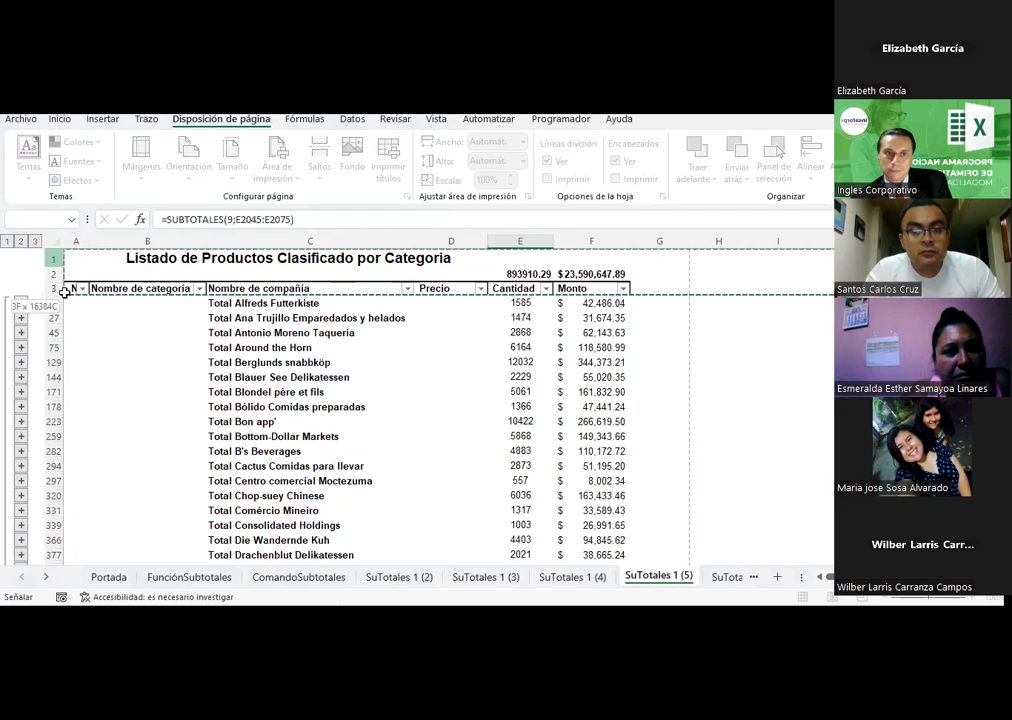 Elizabeth García
Elizabeth García
Archivo Inicio Insertar Trazo Disposición de página Fórmulas Datos Revisar Vista Automatizar Programador Ayuda
Temas
Colores
Fuentes
Efectos
Temas
Márgenes Orientación Tamaño Área de impresión Saltos Fondo Imprimir títulos
Configurar página
Ancho: Automát.
Alto: Automát.
Escala: 100%
Ajustar área de impresión
Líneas división Encabezados
Ver Ver
Imprimir Imprimir
Opciones de la hoja
Traer adelante Enviar atrás Panel de selección Alinear
Organizar
Ingles Corporativo
fx =SUBTOTALES(9;E2045:E2075)
1 2 3 A B C D E F G H I
1 Listado de Productos Clasificado por Categoria
2 893910.29 $ 23,590,647.89
3 N Nombre de categoría Nombre de compañía Precio Cantidad Monto
3F x 16384C
Total Alfreds Futterkiste 1585 $ 42,486.04
27 Total Ana Trujillo Emparedados y helados 1474 $ 31,674.35
45 Total Antonio Moreno Taquería 2868 $ 62,143.63
75 Total Around the Horn 6164 $ 118,580.99
129 Total Berglunds snabbköp 12032 $ 344,373.21
144 Total Blauer See Delikatessen 2229 $ 55,020.35
171 Total Blondel père et fils 5061 $ 161,832.90
178 Total Bólido Comidas preparadas 1366 $ 47,441.24
223 Total Bon app' 10422 $ 266,619.50
259 Total Bottom-Dollar Markets 5868 $ 149,343.66
282 Total B's Beverages 4883 $ 110,172.72
294 Total Cactus Comidas para llevar 2873 $ 51,195.20
297 Total Centro comercial Moctezuma 557 $ 8,002.34
320 Total Chop-suey Chinese 6036 $ 163,433.46
331 Total Comércio Mineiro 1317 $ 33,589.43
339 Total Consolidated Holdings 1003 $ 26,991.65
366 Total Die Wandernde Kuh 4403 $ 94,845.62
377 Total Drachenblut Delikatessen 2021 $ 38,665.24
Santos Carlos Cruz
Esmeralda Esther Samayoa Linares
Maria jose Sosa Alvarado
Wilber Larris Carr...
Wilber Larris Carranza Campos
Portada FunciónSubtotales ComandoSubtotales SuTotales 1 (2) SuTotales 1 (3) SuTotales 1 (4) SuTotales 1 (5) SuTota ...
Señalar Accesibilidad: es necesario investigar